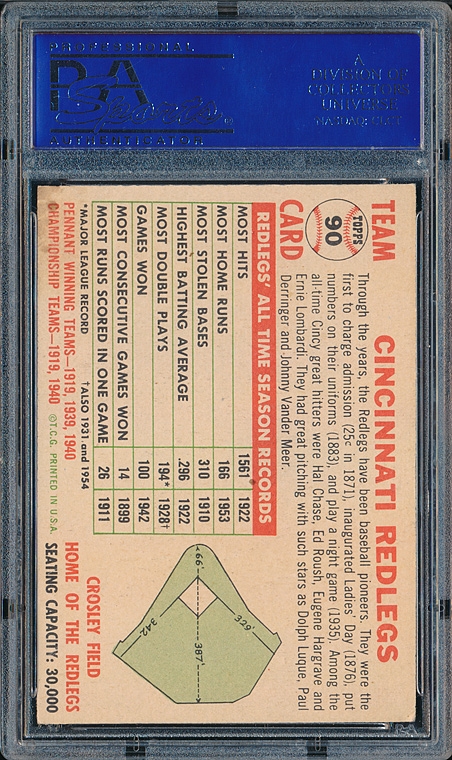 PROFESSIONAL
PSA
AUTHENTICATOR
A
DIVISION OF
COLLECTORS
UNIVERSE
NASDAQ: CLCT
TEAM
TOPPS
90
CARD
CINCINNATI REDLEGS
Through the years, the Redlegs have been baseball pioneers. They were the
first to charge admission (25c in 1871), inaugurated Ladies' Day (1876), put
numbers on their uniforms (1883), and play a night game (1935). Among the
all-time Cincy great hitters were Hal Chase, Ed Roush, Eugene Hargrave and
Ernie Lombardi. They had great pitching with such stars as Dolph Luque, Paul
Derringer and Johnny Vander Meer.
REDLEGS' ALL TIME SEASON RECORDS
MOST HITS 1561 1922
MOST HOME RUNS 166 1953
MOST STOLEN BASES 310 1910
HIGHEST BATTING AVERAGE .296 1922
MOST DOUBLE PLAYS 194* 1928†
GAMES WON 100 1942
MOST CONSECUTIVE GAMES WON 14 1899
MOST RUNS SCORED IN ONE GAME 26 1911
*MAJOR LEAGUE RECORD †ALSO 1931 and 1954
PENNANT WINNING TEAMS—1919, 1939, 1940
CHAMPIONSHIP TEAMS—1919, 1940 ©T.C.G. PRINTED IN U.S.A.
66'
329'
387'
342'
CROSLEY FIELD
HOME OF THE REDLEGS
SEATING CAPACITY: 30,000